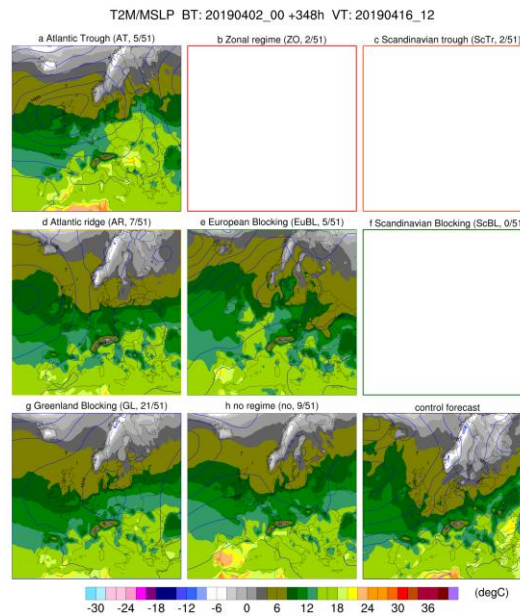 T2M/MSLP BT: 20190402_00 +348h VT: 20190416_12
a Atlantic Trough (AT, 5/51)
b Zonal regime (ZO, 2/51)
c Scandinavian trough (ScTr, 2/51)
d Atlantic ridge (AR, 7/51)
e European Blocking (EuBL, 5/51)
f Scandinavian Blocking (ScBL, 0/51
g Greenland Blocking (GL, 21/51)
h no regime (no, 9/51)
control forecast
(degC)
-30 -24 -18 -12 -6 0 6 12 18 24 30 36